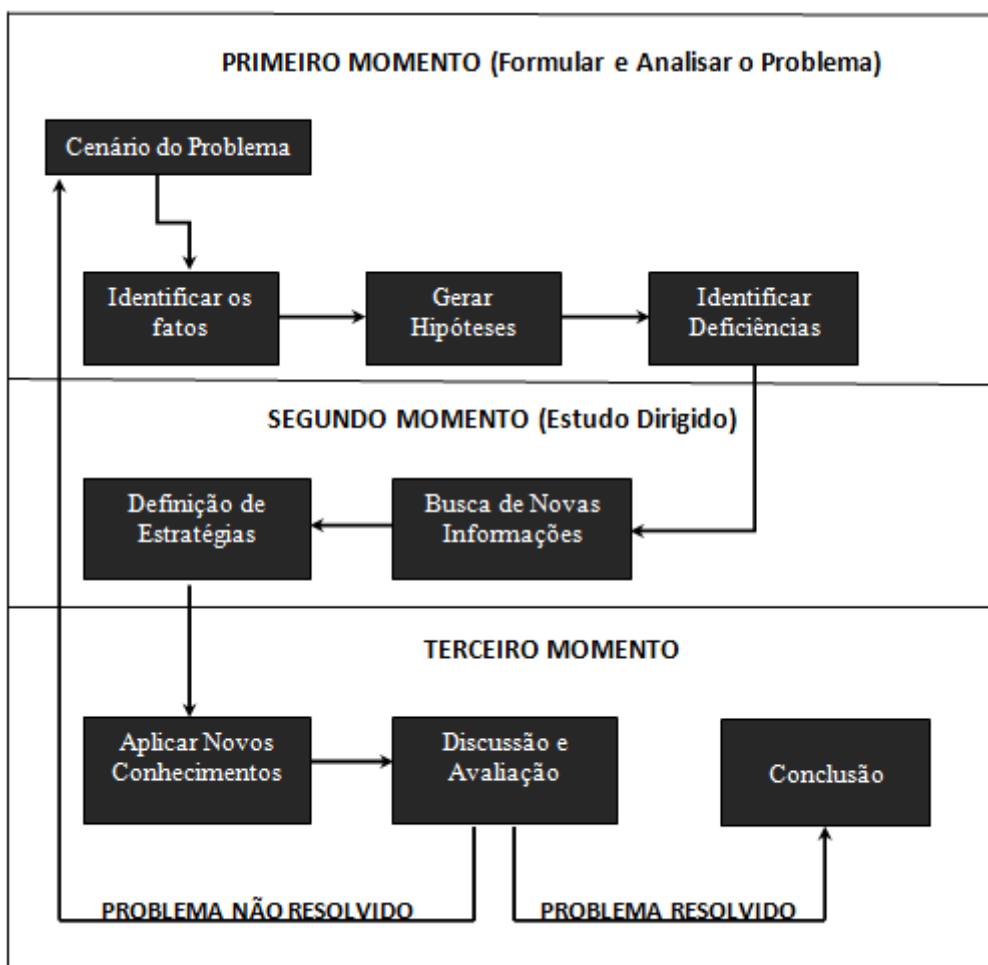 PRIMEIRO MOMENTO (Formular e Analisar o Problema)
Cenário do Problema
Identificar os
fatos
Gerar
Hipóteses
Identificar
Deficiências
SEGUNDO MOMENTO (Estudo Dirigido)
Definição de
Estratégias
Busca de Novas
Informações
TERCEIRO MOMENTO
Aplicar Novos
Conhecimentos
Discussão e
Avaliação
Conclusão
PROBLEMA NÃO RESOLVIDO
PROBLEMA RESOLVIDO